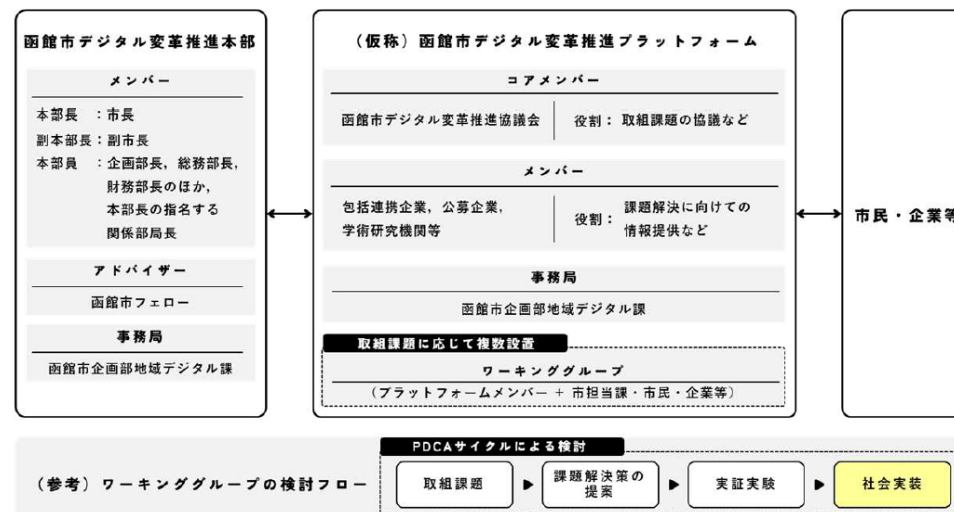 函館市デジタル変革推進本部
メンバー
本部長　：市長
副本部長：副市長
本部員　：企画部長，総務部長，
財務部長のほか，
本部長の指名する
関係部局長
アドバイザー
函館市フェロー
事務局
函館市企画部地域デジタル課
（仮称）函館市デジタル変革推進プラットフォーム
コアメンバー
函館市デジタル変革推進協議会
役割：取組課題の協議など
メンバー
包括連携企業，公募企業，
学術研究機関等
役割：課題解決に向けての
情報提供など
事務局
函館市企画部地域デジタル課
取組課題に応じて複数設置
ワーキンググループ
（プラットフォームメンバー + 市担当課・市民・企業等）
市民・企業等
（参考）ワーキンググループの検討フロー
PDCAサイクルによる検討
取組課題
課題解決策の
提案
実証実験
社会実装